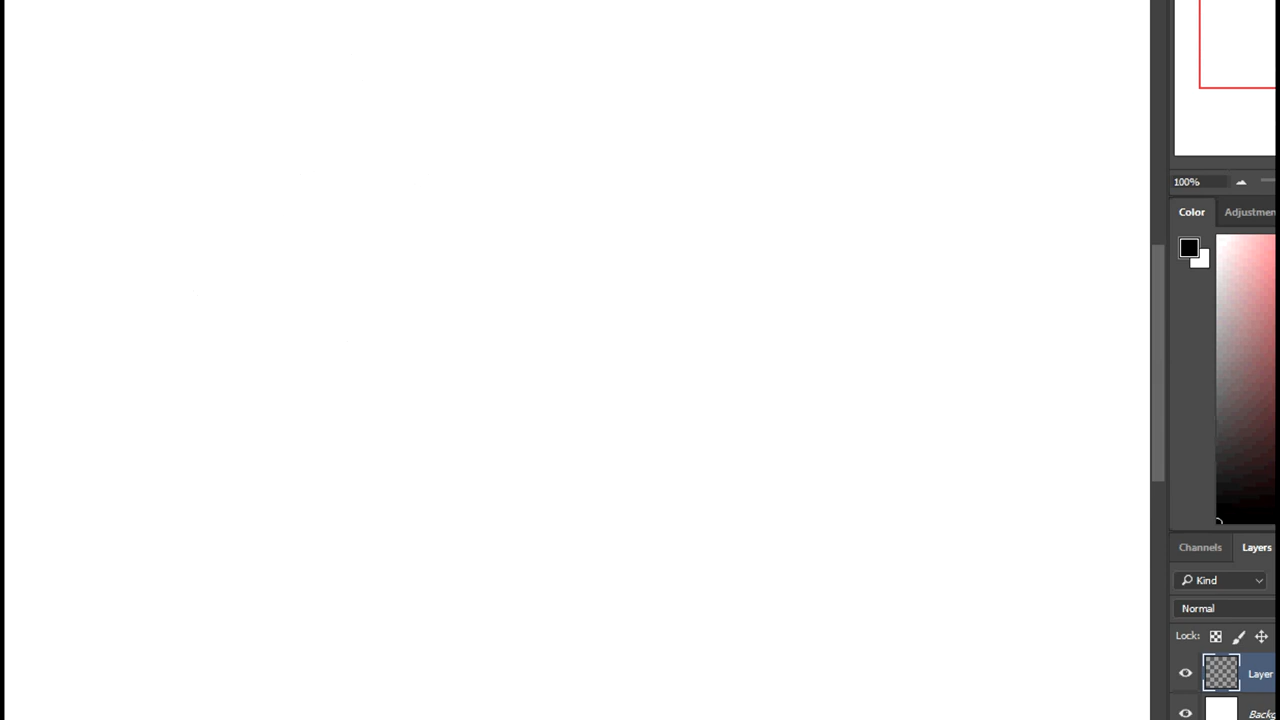 100%
Color Adjustmen
Channels Layers
Kind
Normal
Lock:
Layer
Backg